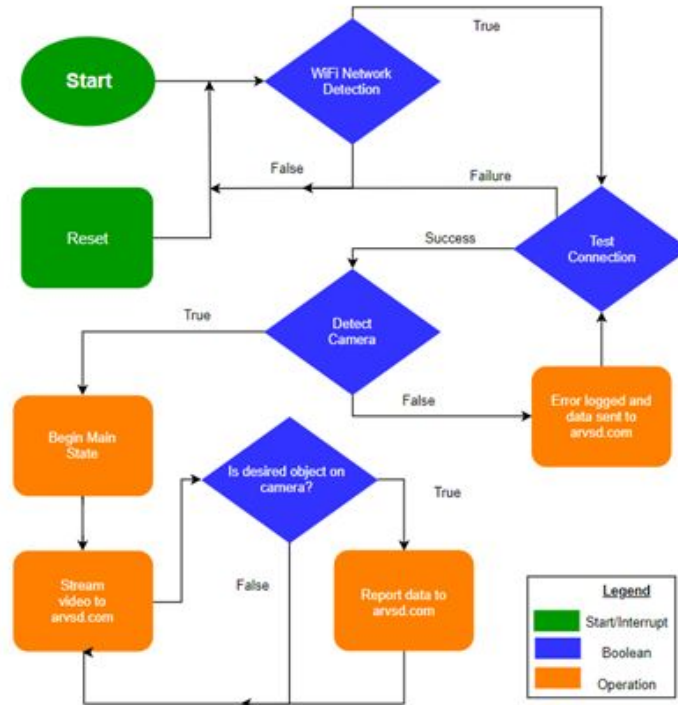 True
Start
WiFi Network
Detection
False
Failure
Reset
Success
Test
Connection
True
Detect
Camera
False
Error logged and
data sent to
arvsd.com
Begin Main
State
Is desired object on
camera?
True
Stream
video to
arvsd.com
False
Report data to
arvsd.com
Legend
Start/Interrupt
Boolean
Operation